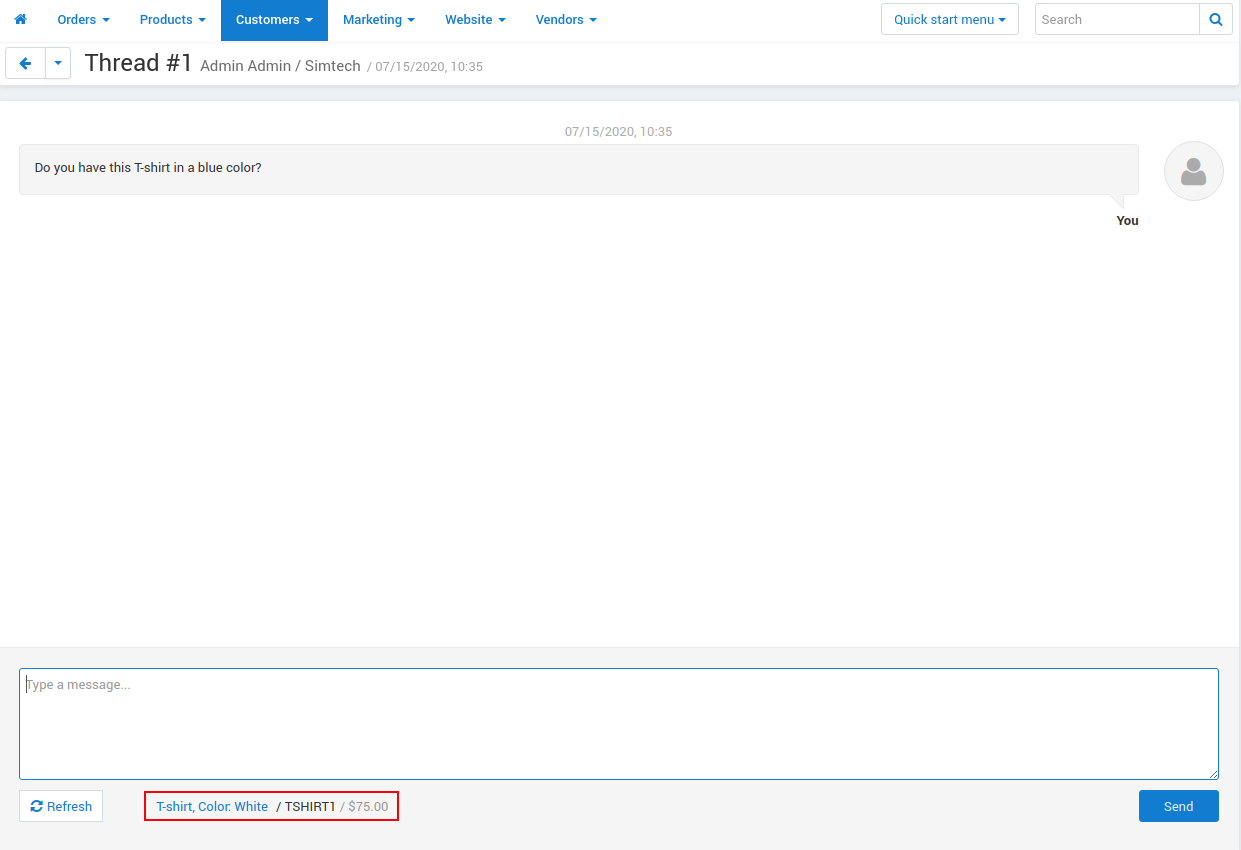 Orders Products Customers Marketing Website Vendors Quick start menu Search
Thread #1 Admin Admin / Simtech / 07/15/2020, 10:35
07/15/2020, 10:35
Do you have this T-shirt in a blue color?
You
Type a message...
Refresh T-shirt, Color: White / TSHIRT1 / $75.00 Send